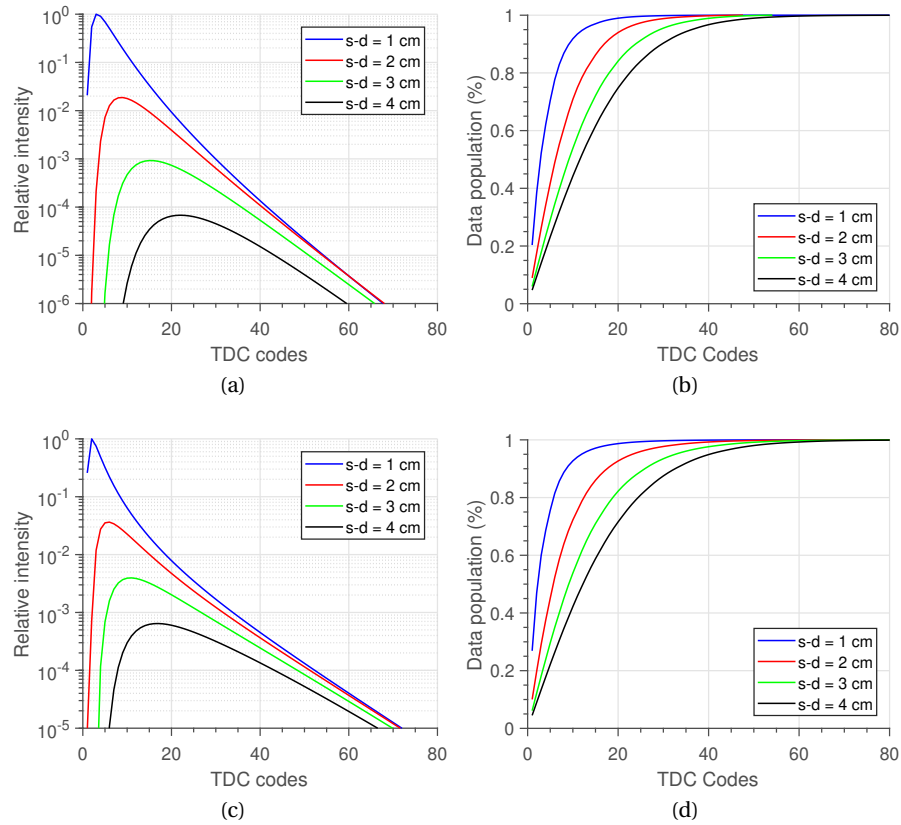 10^0
10^-1
10^-2
10^-3
10^-4
10^-5
10^-6
Relative intensity
s-d = 1 cm
s-d = 2 cm
s-d = 3 cm
s-d = 4 cm
0 20 40 60 80
TDC codes
(a)
1
0.8
0.6
0.4
0.2
0
Data population (%)
s-d = 1 cm
s-d = 2 cm
s-d = 3 cm
s-d = 4 cm
0 20 40 60 80
TDC Codes
(b)
10^0
10^-1
10^-2
10^-3
10^-4
10^-5
Relative intensity
s-d = 1 cm
s-d = 2 cm
s-d = 3 cm
s-d = 4 cm
0 20 40 60 80
TDC codes
(c)
1
0.8
0.6
0.4
0.2
0
Data population (%)
s-d = 1 cm
s-d = 2 cm
s-d = 3 cm
s-d = 4 cm
0 20 40 60 80
TDC Codes
(d)